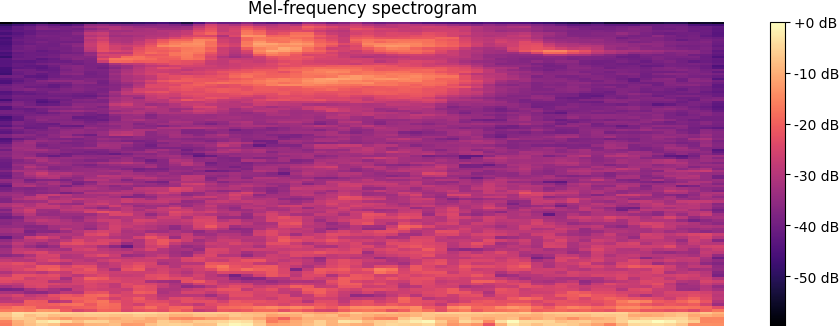 Mel-frequency spectrogram
+0 dB
-10 dB
-20 dB
-30 dB
-40 dB
-50 dB